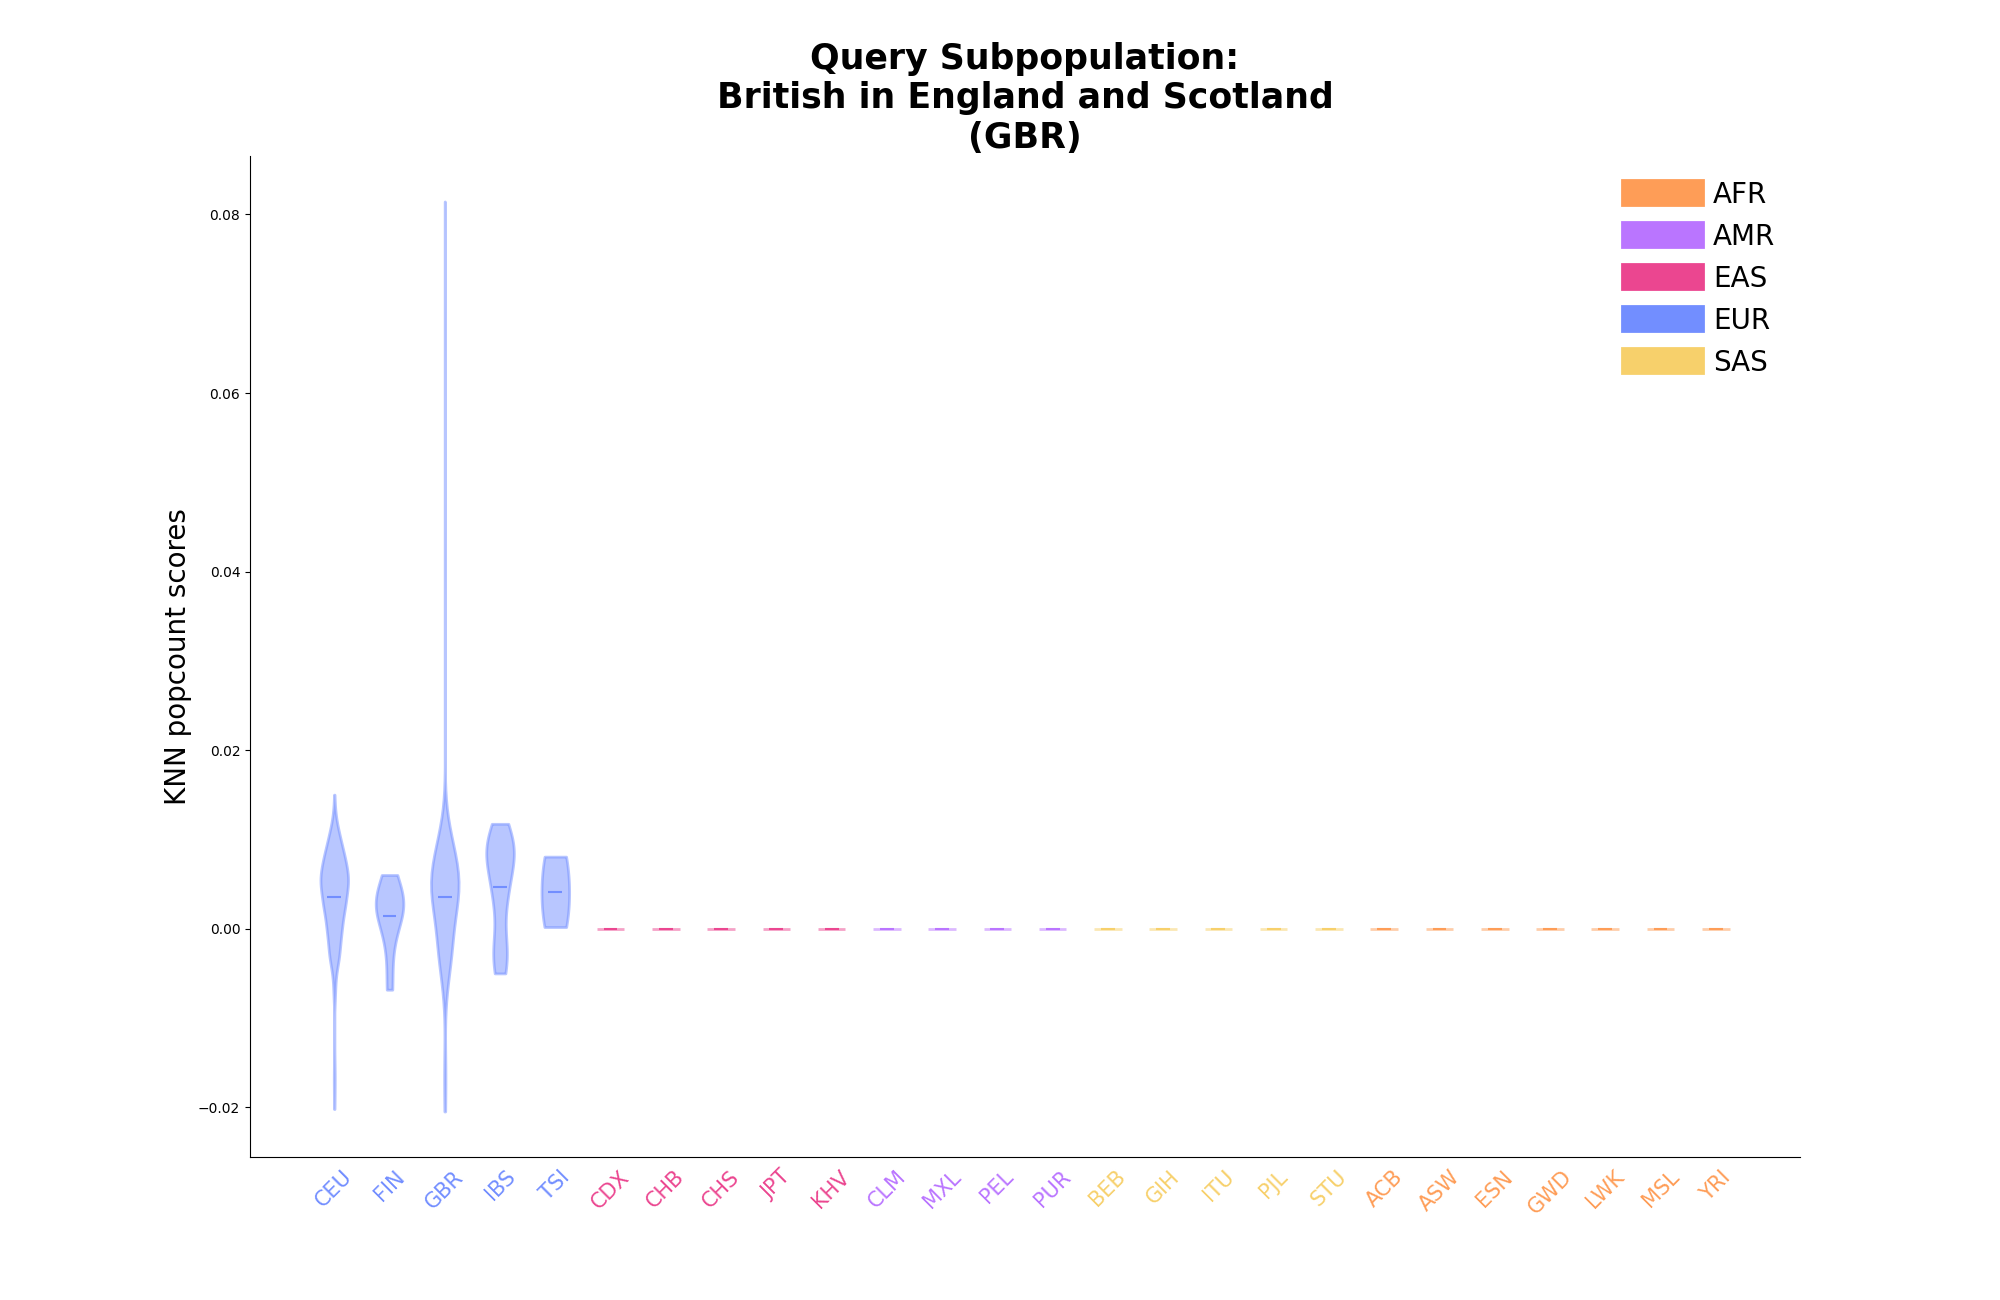 Query Subpopulation:
British in England and Scotland
(GBR)
AFR
AMR
EAS
EUR
SAS
KNN popcount scores
0.08
0.06
0.04
0.02
0.00
−0.02
CEU
FIN
GBR
IBS
TSI
CDX
CHB
CHS
JPT
KHV
CLM
MXL
PEL
PUR
BEB
GIH
ITU
PJL
STU
ACB
ASW
ESN
GWD
LWK
MSL
YRI